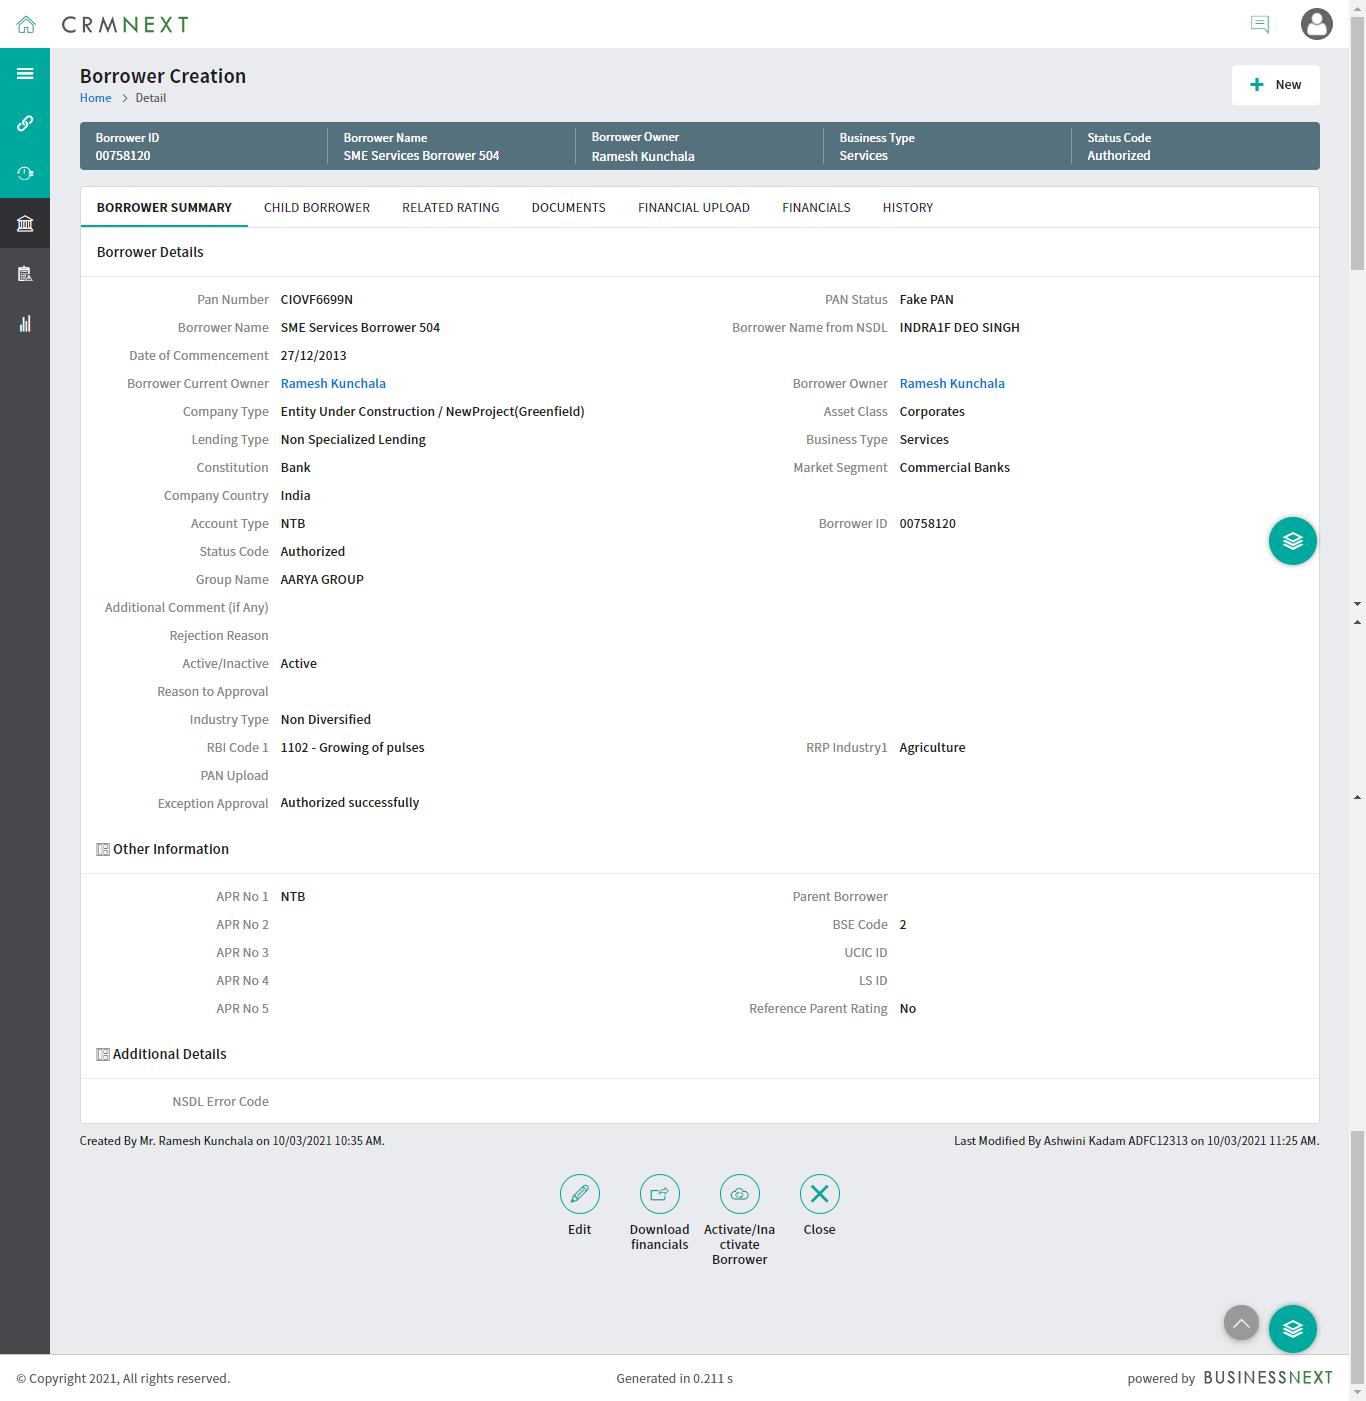 CRMNEXT
Borrower Creation
Home > Detail
+ New
Borrower ID
00758120
Borrower Name
SME Services Borrower 504
Borrower Owner
Ramesh Kunchala
Business Type
Services
Status Code
Authorized
BORROWER SUMMARY CHILD BORROWER RELATED RATING DOCUMENTS FINANCIAL UPLOAD FINANCIALS HISTORY
Borrower Details
Pan Number CIOVF6699N PAN Status Fake PAN
Borrower Name SME Services Borrower 504 Borrower Name from NSDL INDRA1F DEO SINGH
Date of Commencement 27/12/2013
Borrower Current Owner Ramesh Kunchala Borrower Owner Ramesh Kunchala
Company Type Entity Under Construction / NewProject(Greenfield) Asset Class Corporates
Lending Type Non Specialized Lending Business Type Services
Constitution Bank Market Segment Commercial Banks
Company Country India
Account Type NTB Borrower ID 00758120
Status Code Authorized
Group Name AARYA GROUP
Additional Comment (if Any)
Rejection Reason
Active/Inactive Active
Reason to Approval
Industry Type Non Diversified
RBI Code 1 1102 - Growing of pulses RRP Industry1 Agriculture
PAN Upload
Exception Approval Authorized successfully
Other Information
APR No 1 NTB Parent Borrower
APR No 2 BSE Code 2
APR No 3 UCIC ID
APR No 4 LS ID
APR No 5 Reference Parent Rating No
Additional Details
NSDL Error Code
Created By Mr. Ramesh Kunchala on 10/03/2021 10:35 AM. Last Modified By Ashwini Kadam ADFC12313 on 10/03/2021 11:25 AM.
Edit
Download
financials
Activate/Ina
ctivate
Borrower
Close
© Copyright 2021, All rights reserved. Generated in 0.211 s powered by BUSINESSNEXT